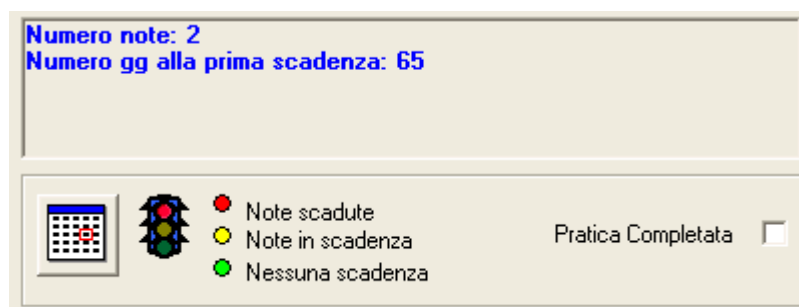 Numero note: 2
Numero gg alla prima scadenza: 65
Note scadute
Note in scadenza
Pratica Completata
Nessuna scadenza